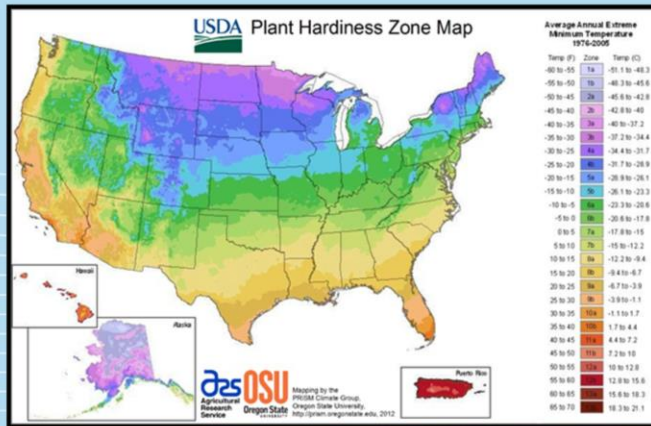 USDA Plant Hardiness Zone Map
Average Annual Extreme
Minimum Temperature
1976-2005
Temp (F) Zone Temp (C)
-60 to -55 1a -51.1 to -48.3
-55 to -50 1b -48.3 to -45.6
-50 to -45 2a -45.6 to -42.8
-45 to -40 2b -42.8 to -40
-40 to -35 3a -40 to -37.2
-35 to -30 3b -37.2 to -34.4
-30 to -25 4a -34.4 to -31.7
-25 to -20 4b -31.7 to -28.9
-20 to -15 5a -28.9 to -26.1
-15 to -10 5b -26.1 to -23.3
-10 to -5 6a -23.3 to -20.6
-5 to 0 6b -20.6 to -17.8
0 to 5 7a -17.8 to -15
5 to 10 7b -15 to -12.2
10 to 15 8a -12.2 to -9.4
15 to 20 8b -9.4 to -6.7
20 to 25 9a -6.7 to -3.9
25 to 30 9b -3.9 to -1.1
30 to 35 10a -1.1 to 1.7
35 to 40 10b 1.7 to 4.4
40 to 45 11a 4.4 to 7.2
45 to 50 11b 7.2 to 10
50 to 55 12a 10 to 12.8
55 to 60 12.8 to 15.6
60 to 65 15.6 to 18.3
65 to 70 18.3 to 21.1
Hawaii
Alaska
ars
Agricultural
Research
Service
OSU
Oregon State
UNIVERSITY
Mapping by the
PRISM Climate Group,
Oregon State University,
http://prism.oregonstate.edu, 2012
Puerto Rico